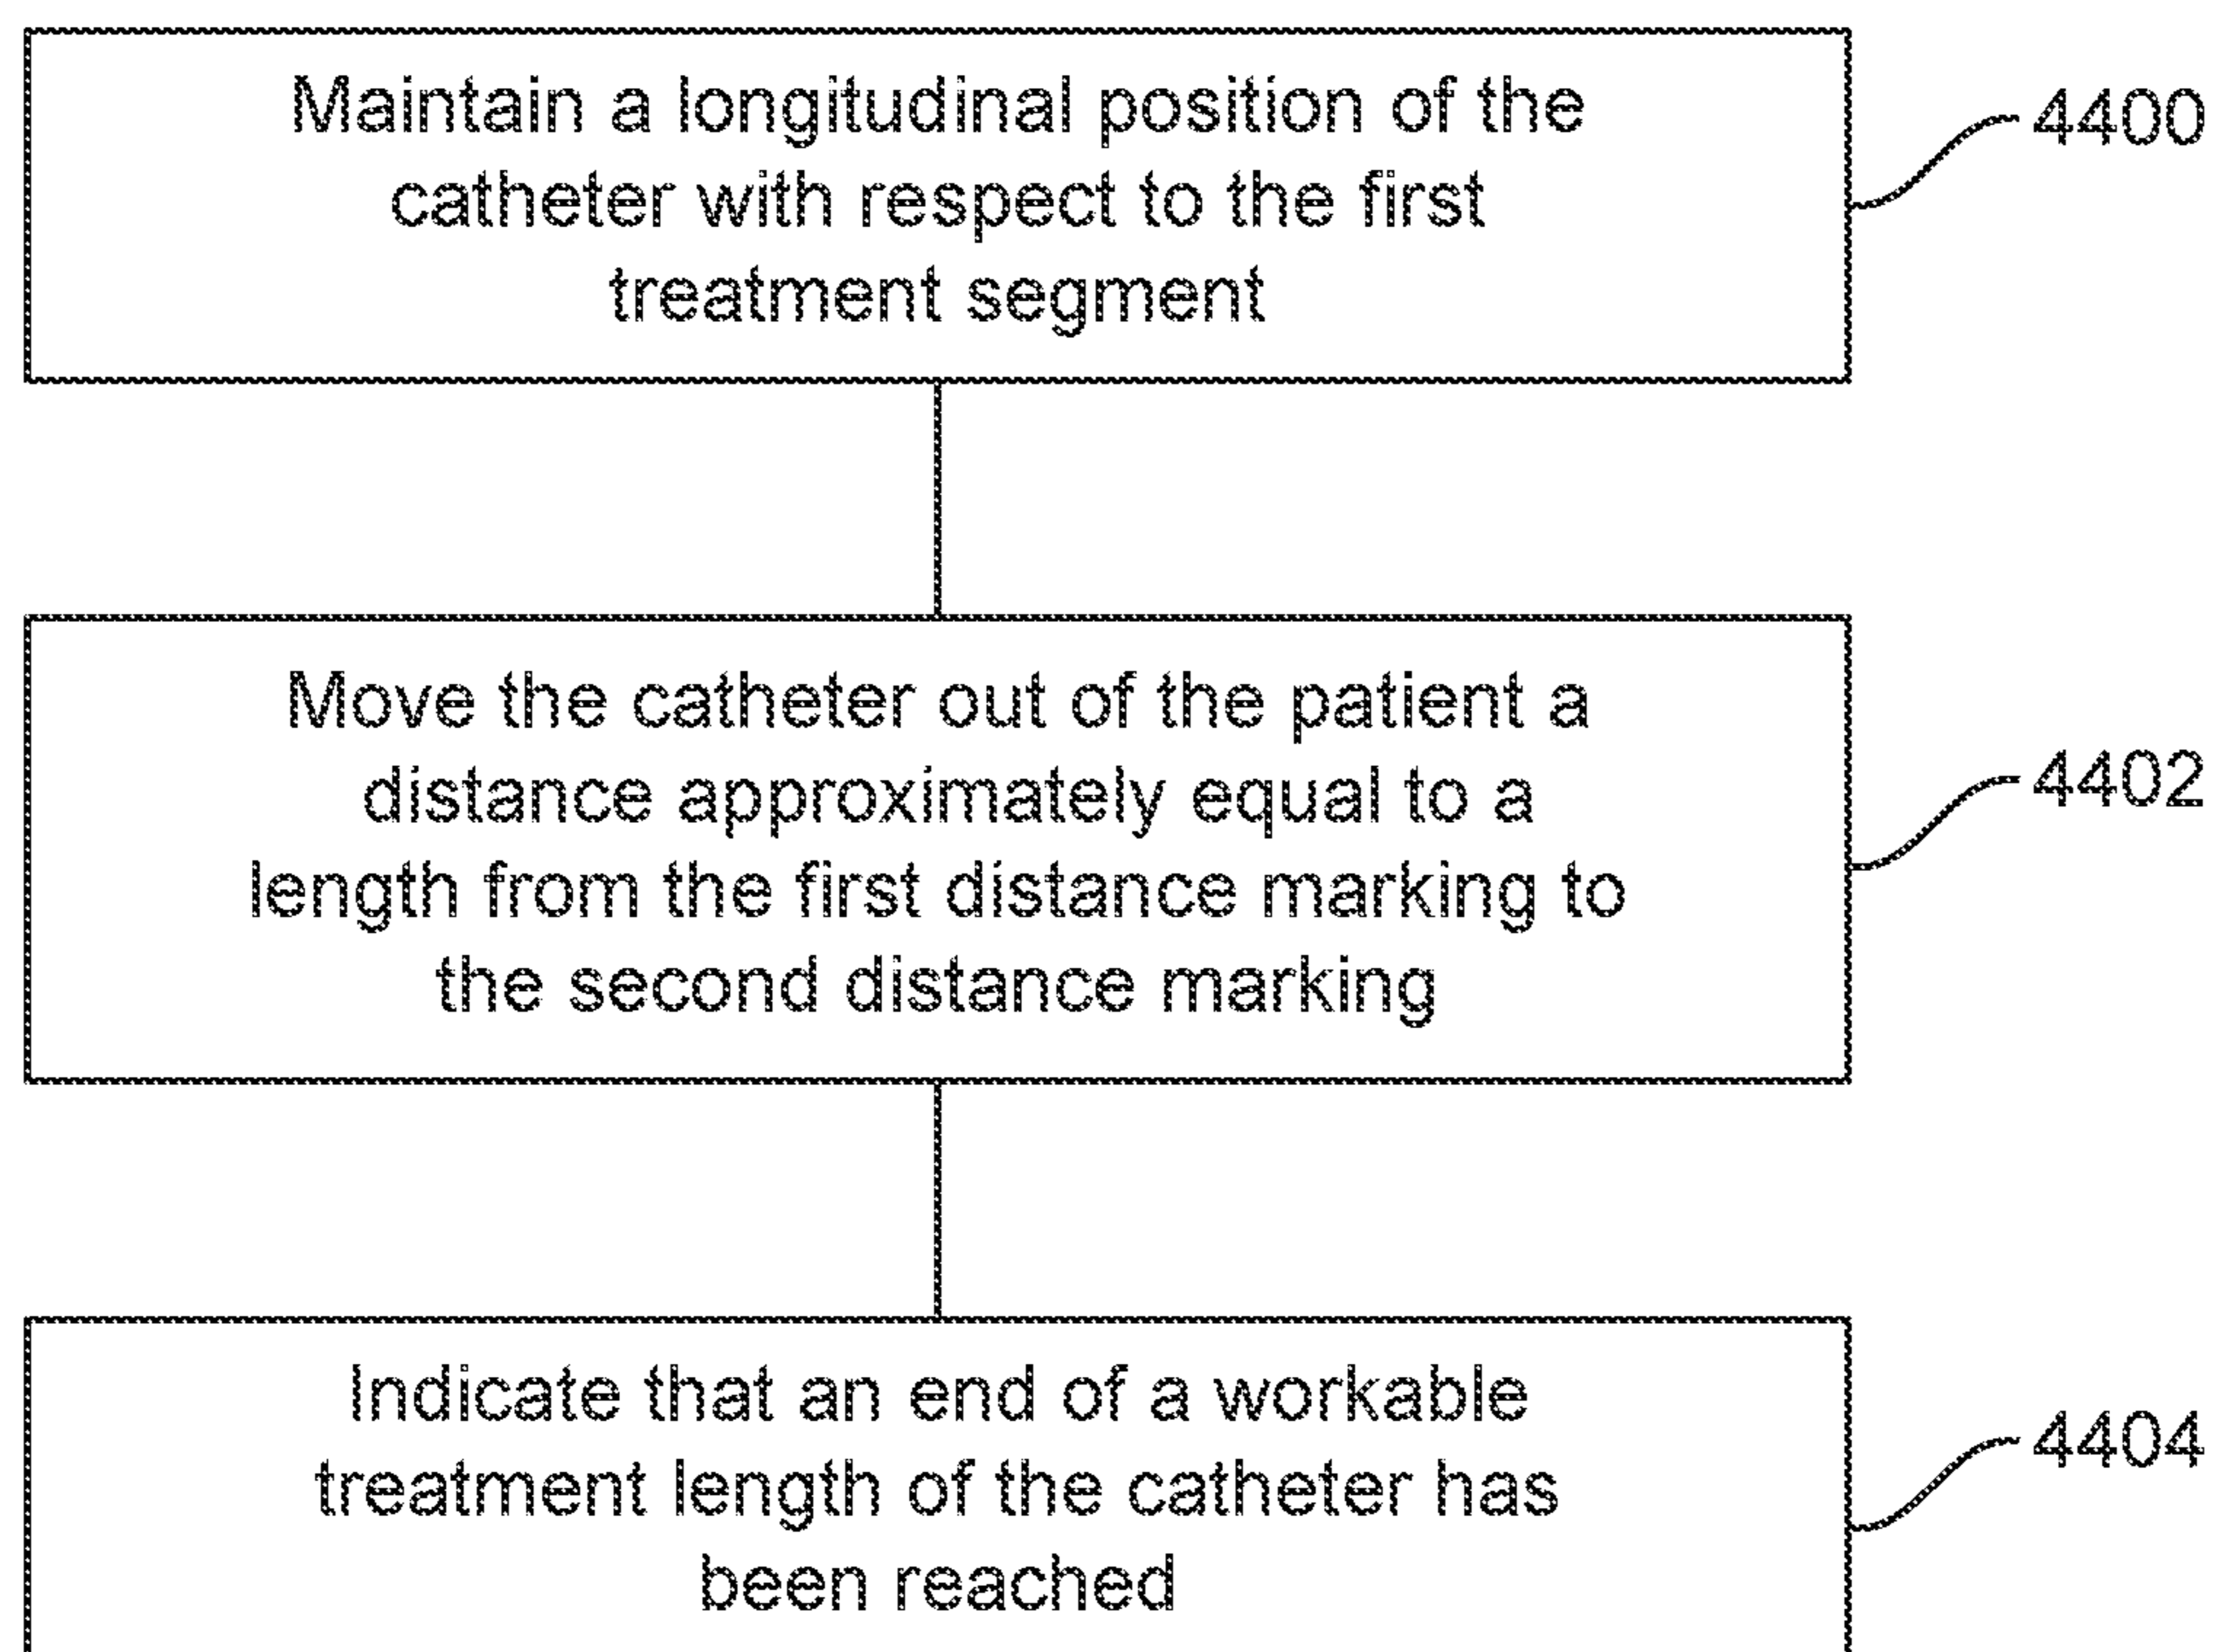 Maintain a longitudinal position of the
catheter with respect to the first
treatment segment
4400
Move the catheter out of the patient a
distance approximately equal to a
length from the first distance marking to
the second distance marking
4402
Indicate that an end of a workable
treatment length of the catheter has
been reached
4404